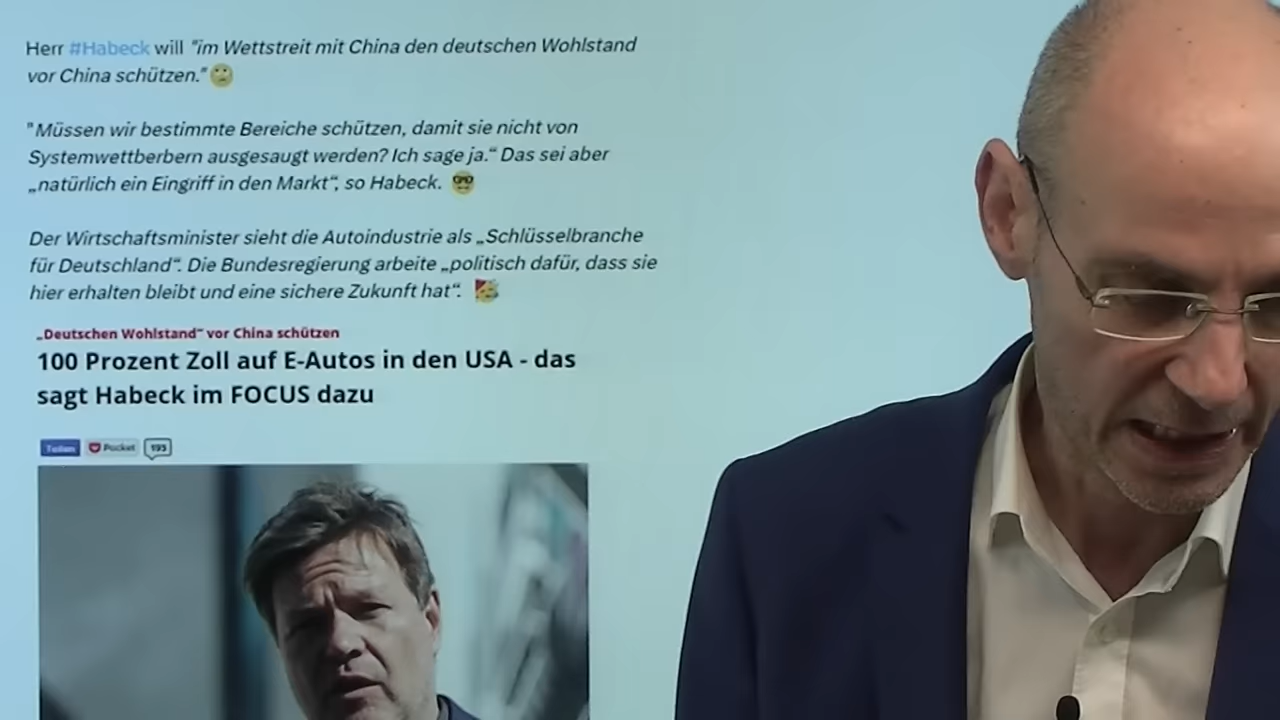 Herr #Habeck will "im Wettstreit mit China den deutschen Wohlstand
vor China schützen."
"Müssen wir bestimmte Bereiche schützen, damit sie nicht von
Systemwettberbern ausgesaugt werden? Ich sage ja.“ Das sei aber
„natürlich ein Eingriff in den Markt“, so Habeck.
Der Wirtschaftsminister sieht die Autoindustrie als „Schlüsselbranche
für Deutschland“. Die Bundesregierung arbeite „politisch dafür, dass sie
hier erhalten bleibt und eine sichere Zukunft hat“.
„Deutschen Wohlstand“ vor China schützen
100 Prozent Zoll auf E-Autos in den USA - das
sagt Habeck im FOCUS dazu
Teilen Pocket 195